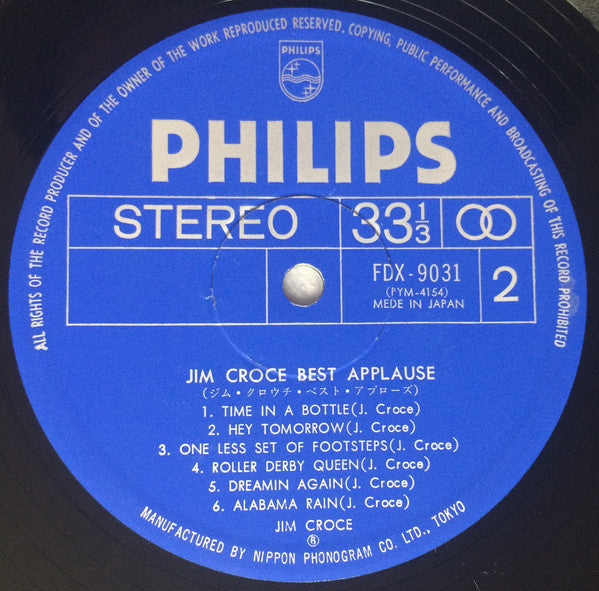 ALL RIGHTS OF THE RECORD PRODUCER AND OF THE OWNER OF THE WORK REPRODUCED RESERVED. COPYING, PUBLIC PERFORMANCE AND BROADCASTING OF THIS RECORD PROHIBITED
PHILIPS
PHILIPS
STEREO 33⅓
FDX-9031
(PYM-4154)
MEDE IN JAPAN
2
JIM CROCE BEST APPLAUSE
(ジム・クロウチ・ベスト・アプローズ)
1. TIME IN A BOTTLE(J. Croce)
2. HEY TOMORROW(J. Croce)
3. ONE LESS SET OF FOOTSTEPS(J. Croce)
4. ROLLER DERBY QUEEN(J. Croce)
5. DREAMIN AGAIN(J. Croce)
6. ALABAMA RAIN(J. Croce)
JIM CROCE
Ⓡ
MANUFACTURED BY NIPPON PHONOGRAM CO. LTD., TOKYO